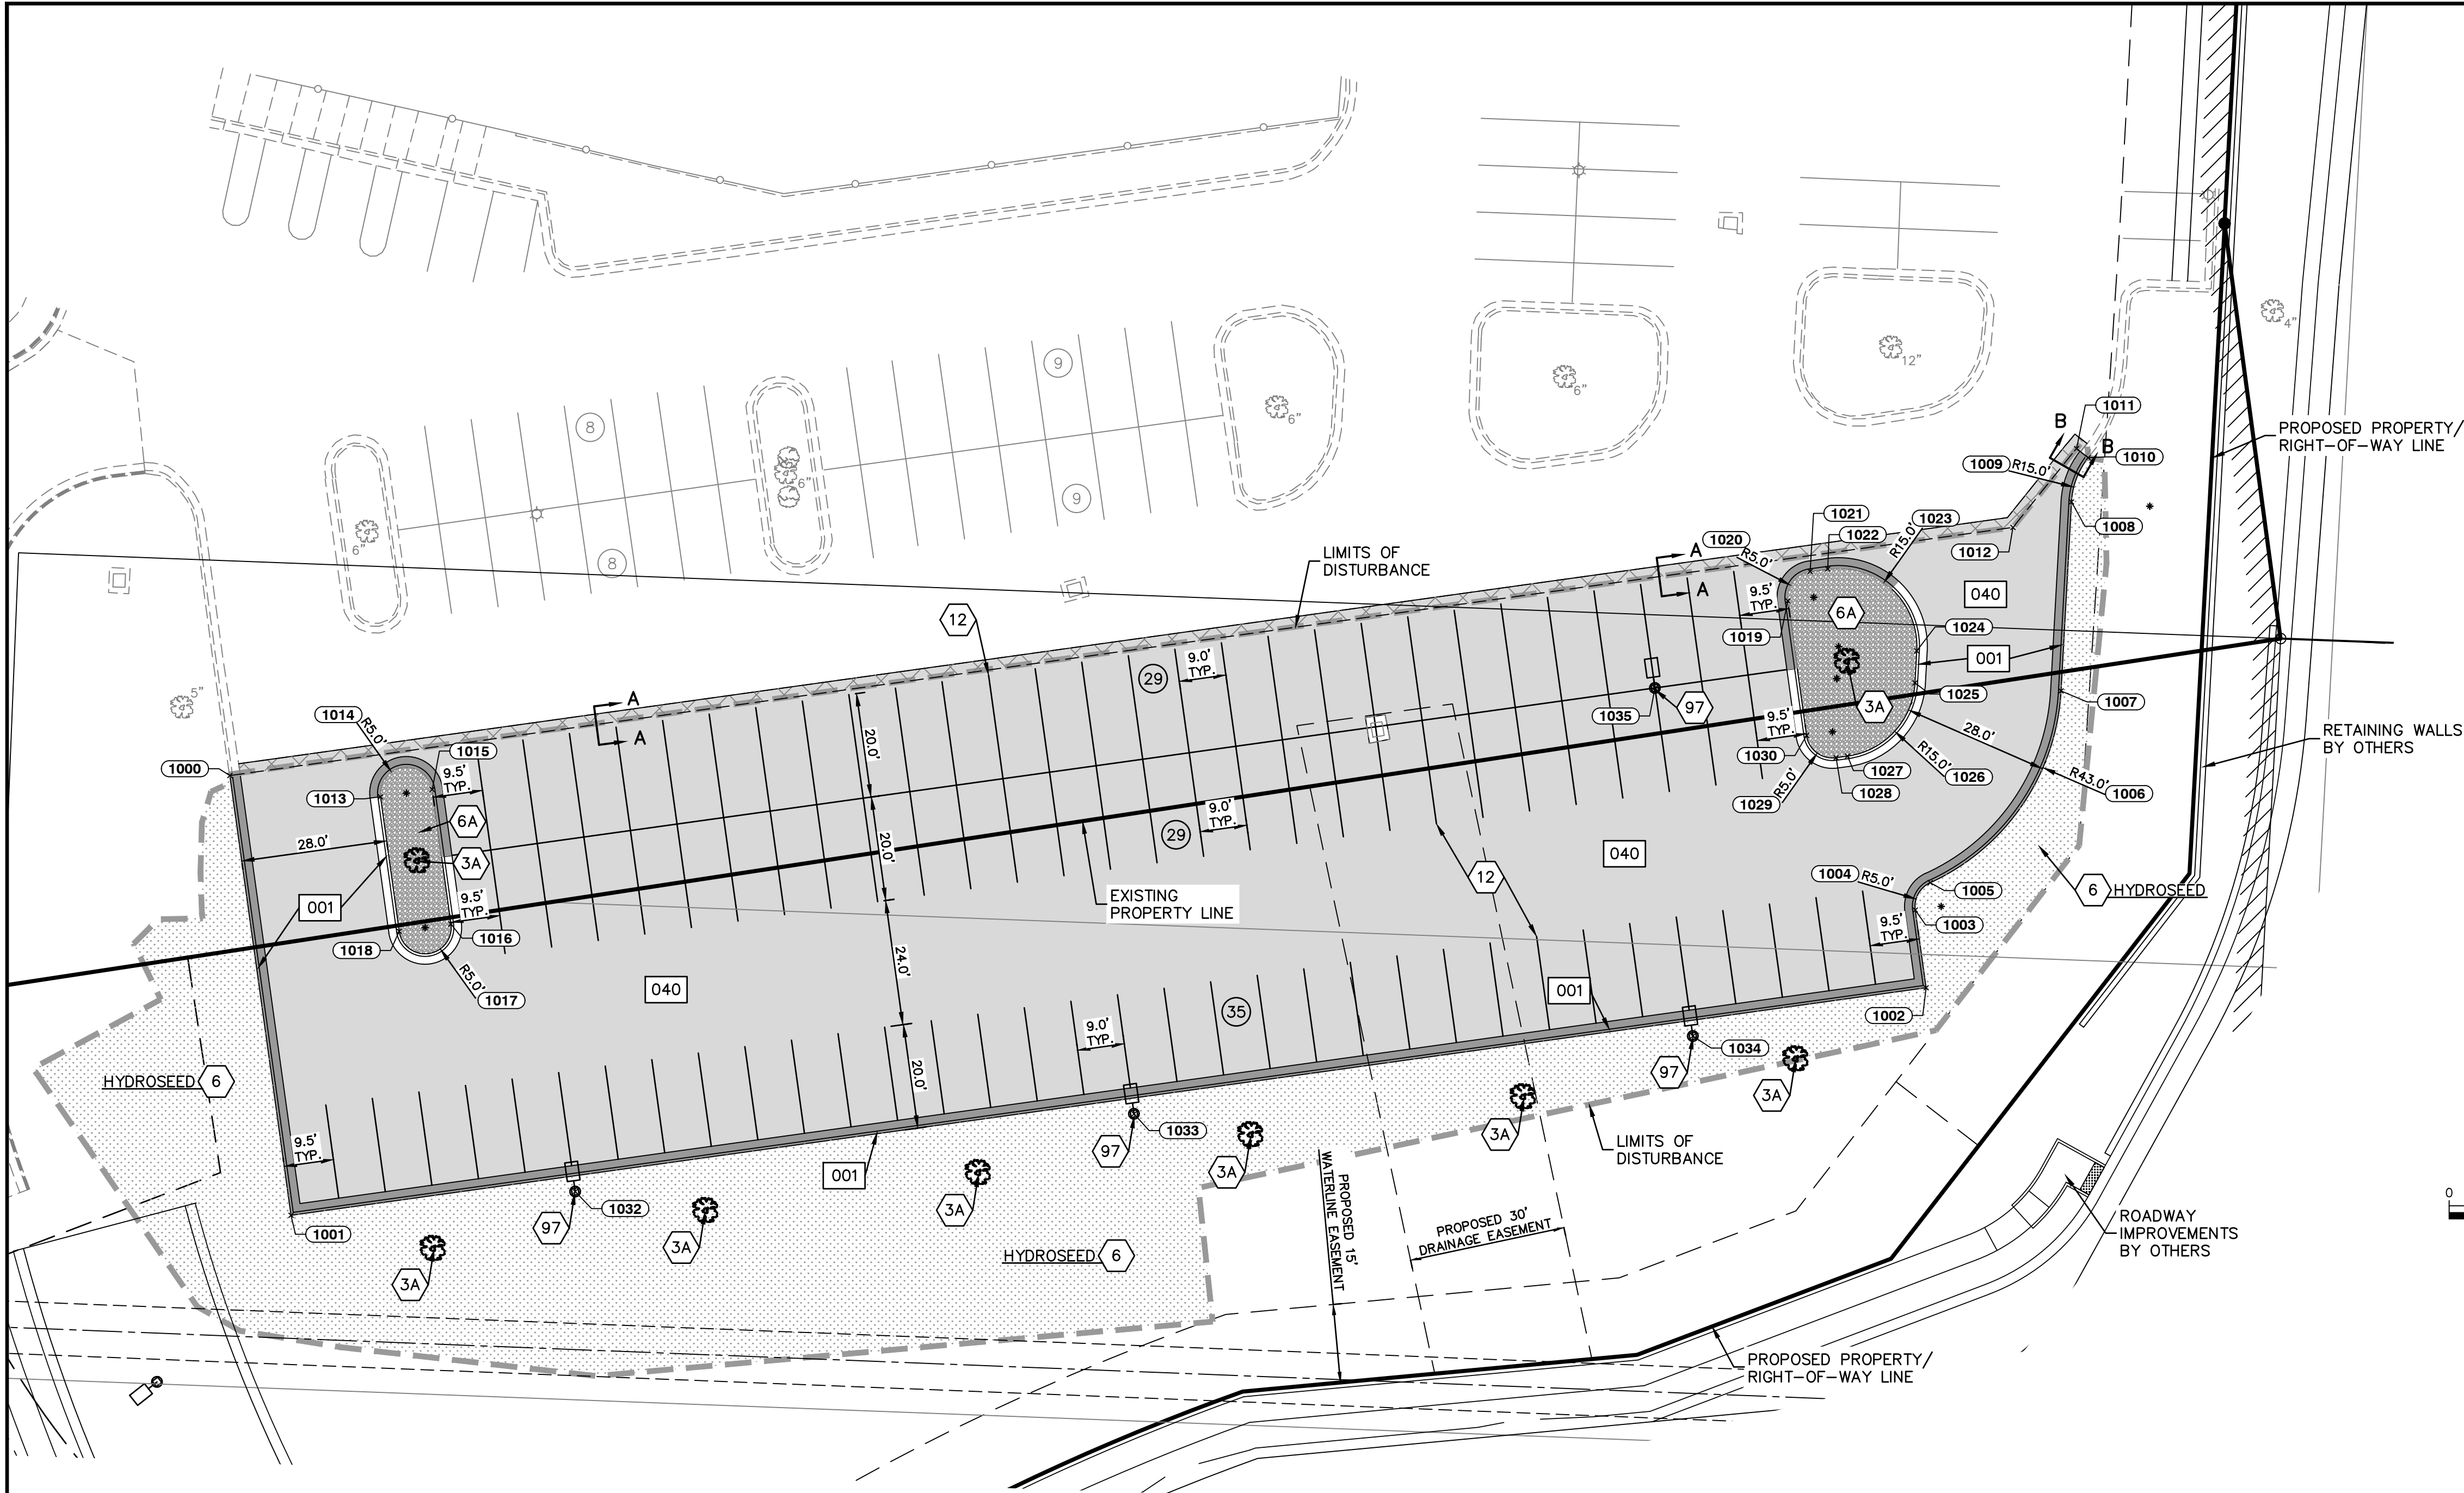 4"
12"
6"
6"
9
1011
B
PROPOSED PROPERTY/
RIGHT-OF-WAY LINE
8
B
1010
1009
R15.0'
6"
9
1021
1023
1008
6"
8
1022
R15.0'
1012
LIMITS OF
DISTURBANCE
A
1020
R5.0'
A
040
9.5'
TYP.
6A
12
1019
1024
001
9.0'
TYP.
29
5"
1025
1007
A
1035
97
3A
1014
R5.0'
A
20.0'
9.5'
TYP.
28.0'
RETAINING WALLS
BY OTHERS
1015
1000
9.5'
TYP.
1030
1027
R15.0'
1026
R43.0'
1006
1013
R5.0'
1029
1028
6A
9.0'
TYP.
29
28.0'
20.0'
040
3A
12
1004
R5.0'
1005
6
HYDROSEED
001
9.5'
TYP.
EXISTING
PROPERTY LINE
1003
9.5'
TYP.
1016
1018
24.0'
R5.0'
1017
040
001
35
1002
9.0'
TYP.
97
1034
HYDROSEED
6
20.0'
3A
1033
97
3A
LIMITS OF
DISTURBANCE
9.5'
TYP.
001
3A
PROPOSED 15'
WATERLINE EASEMENT
1032
3A
1001
97
3A
PROPOSED 30'
DRAINAGE EASEMENT
0
ROADWAY
IMPROVEMENTS
BY OTHERS
HYDROSEED
6
3A
PROPOSED PROPERTY/
RIGHT-OF-WAY LINE